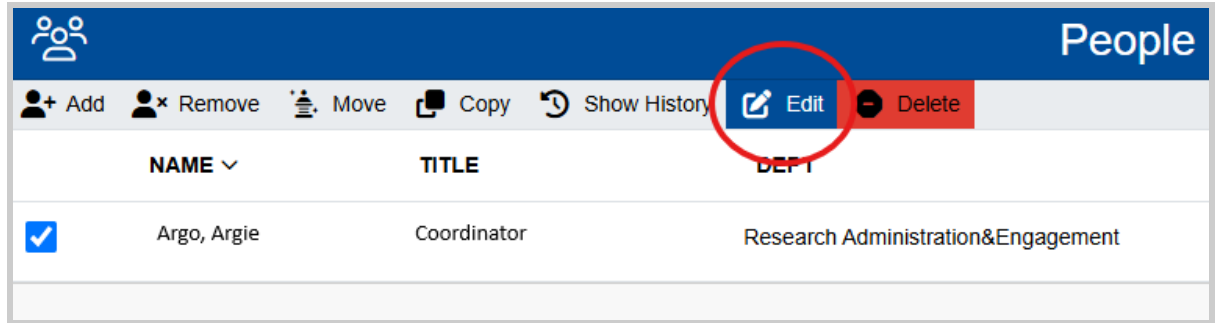 People
Add Remove Move Copy Show History Edit Delete
NAME TITLE DEPT
Argo, Argie Coordinator Research Administration&Engagement